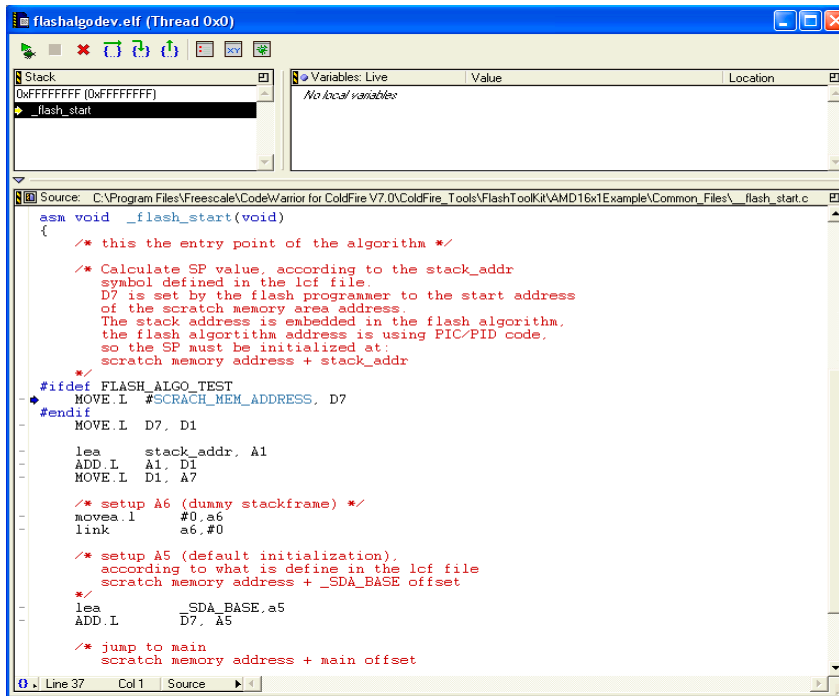 flashalgodev.elf (Thread 0x0)
Stack
0xFFFFFFFF (0xFFFFFFFF)
_flash_start
Variables: Live Value Location
No local variables
Source: C:\Program Files\Freescale\CodeWarrior for ColdFire V7.0\ColdFire_Tools\FlashToolKit\AMD16x1Example\Common_Files\__flash_start.c
asm void _flash_start(void)
{
/* this the entry point of the algorithm */
/* Calculate SP value, according to the stack_addr
symbol defined in the lcf file.
D7 is set by the flash programmer to the start address
of the scratch memory area address.
The stack address is embedded in the flash algorithm,
the flash algortithm address is using PIC/PID code,
so the SP must be initialized at:
scratch memory address + stack_addr
*/
#ifdef FLASH_ALGO_TEST
MOVE.L #SCRACH_MEM_ADDRESS, D7
#endif
MOVE.L D7, D1
lea stack_addr, A1
ADD.L A1, D1
MOVE.L D1, A7
/* setup A6 (dummy stackframe) */
movea.l #0,a6
link a6,#0
/* setup A5 (default initialization),
according to what is define in the lcf file
scratch memory address + _SDA_BASE offset
*/
lea _SDA_BASE,a5
ADD.L D7, A5
/* jump to main
scratch memory address + main offset
Line 37 Col 1 Source